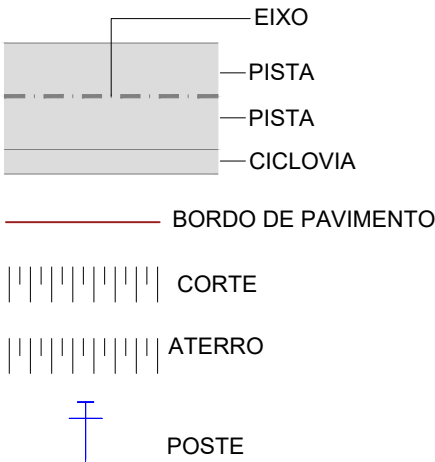 EIXO
PISTA
PISTA
CICLOVIA
BORDO DE PAVIMENTO
CORTE
ATERRO
POSTE